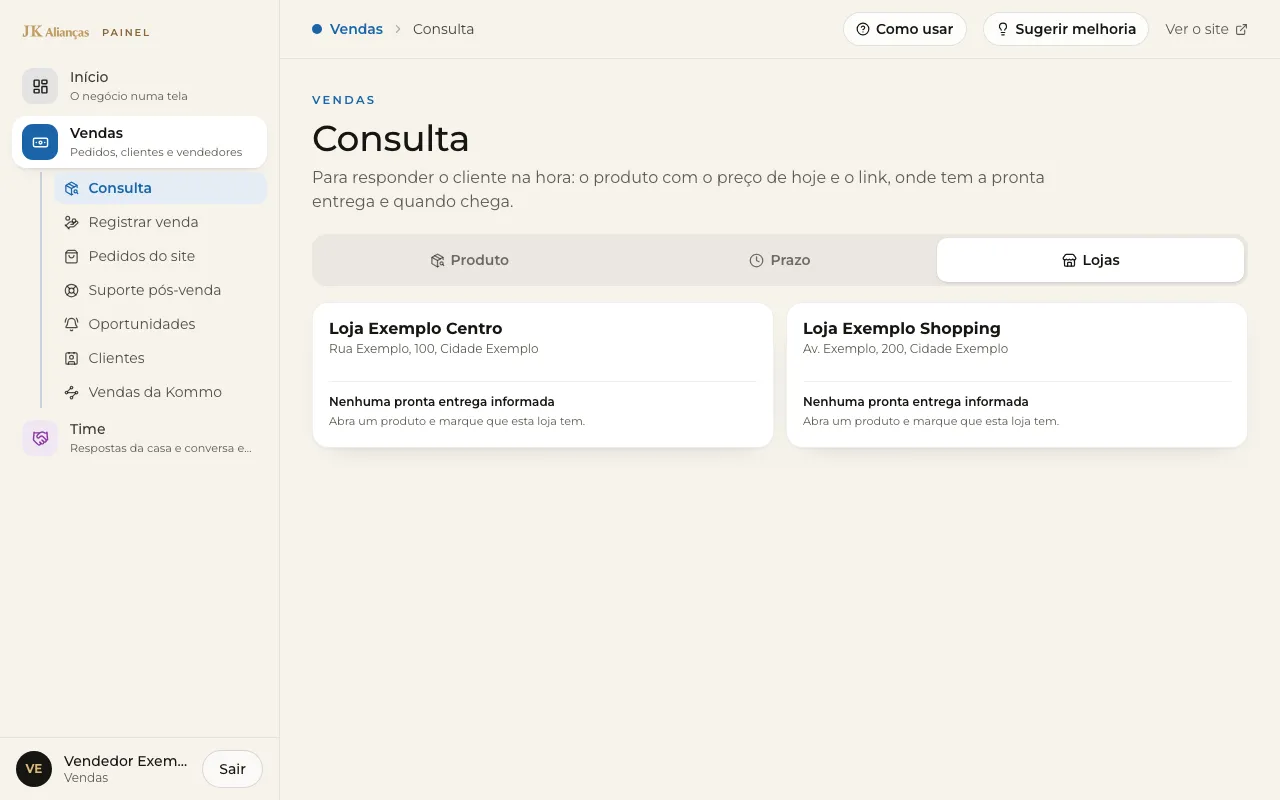 JK Alianças PAINEL
Início
O negócio numa tela
Vendas
Pedidos, clientes e vendedores
Consulta
Registrar venda
Pedidos do site
Suporte pós-venda
Oportunidades
Clientes
Vendas da Kommo
Time
Respostas da casa e conversa e...
VE
Vendedor Exem...
Vendas
Sair
Vendas > Consulta
Como usar
Sugerir melhoria
Ver o site
VENDAS
Consulta
Para responder o cliente na hora: o produto com o preço de hoje e o link, onde tem a pronta
entrega e quando chega.
Produto
Prazo
Lojas
Loja Exemplo Centro
Rua Exemplo, 100, Cidade Exemplo
Nenhuma pronta entrega informada
Abra um produto e marque que esta loja tem.
Loja Exemplo Shopping
Av. Exemplo, 200, Cidade Exemplo
Nenhuma pronta entrega informada
Abra um produto e marque que esta loja tem.